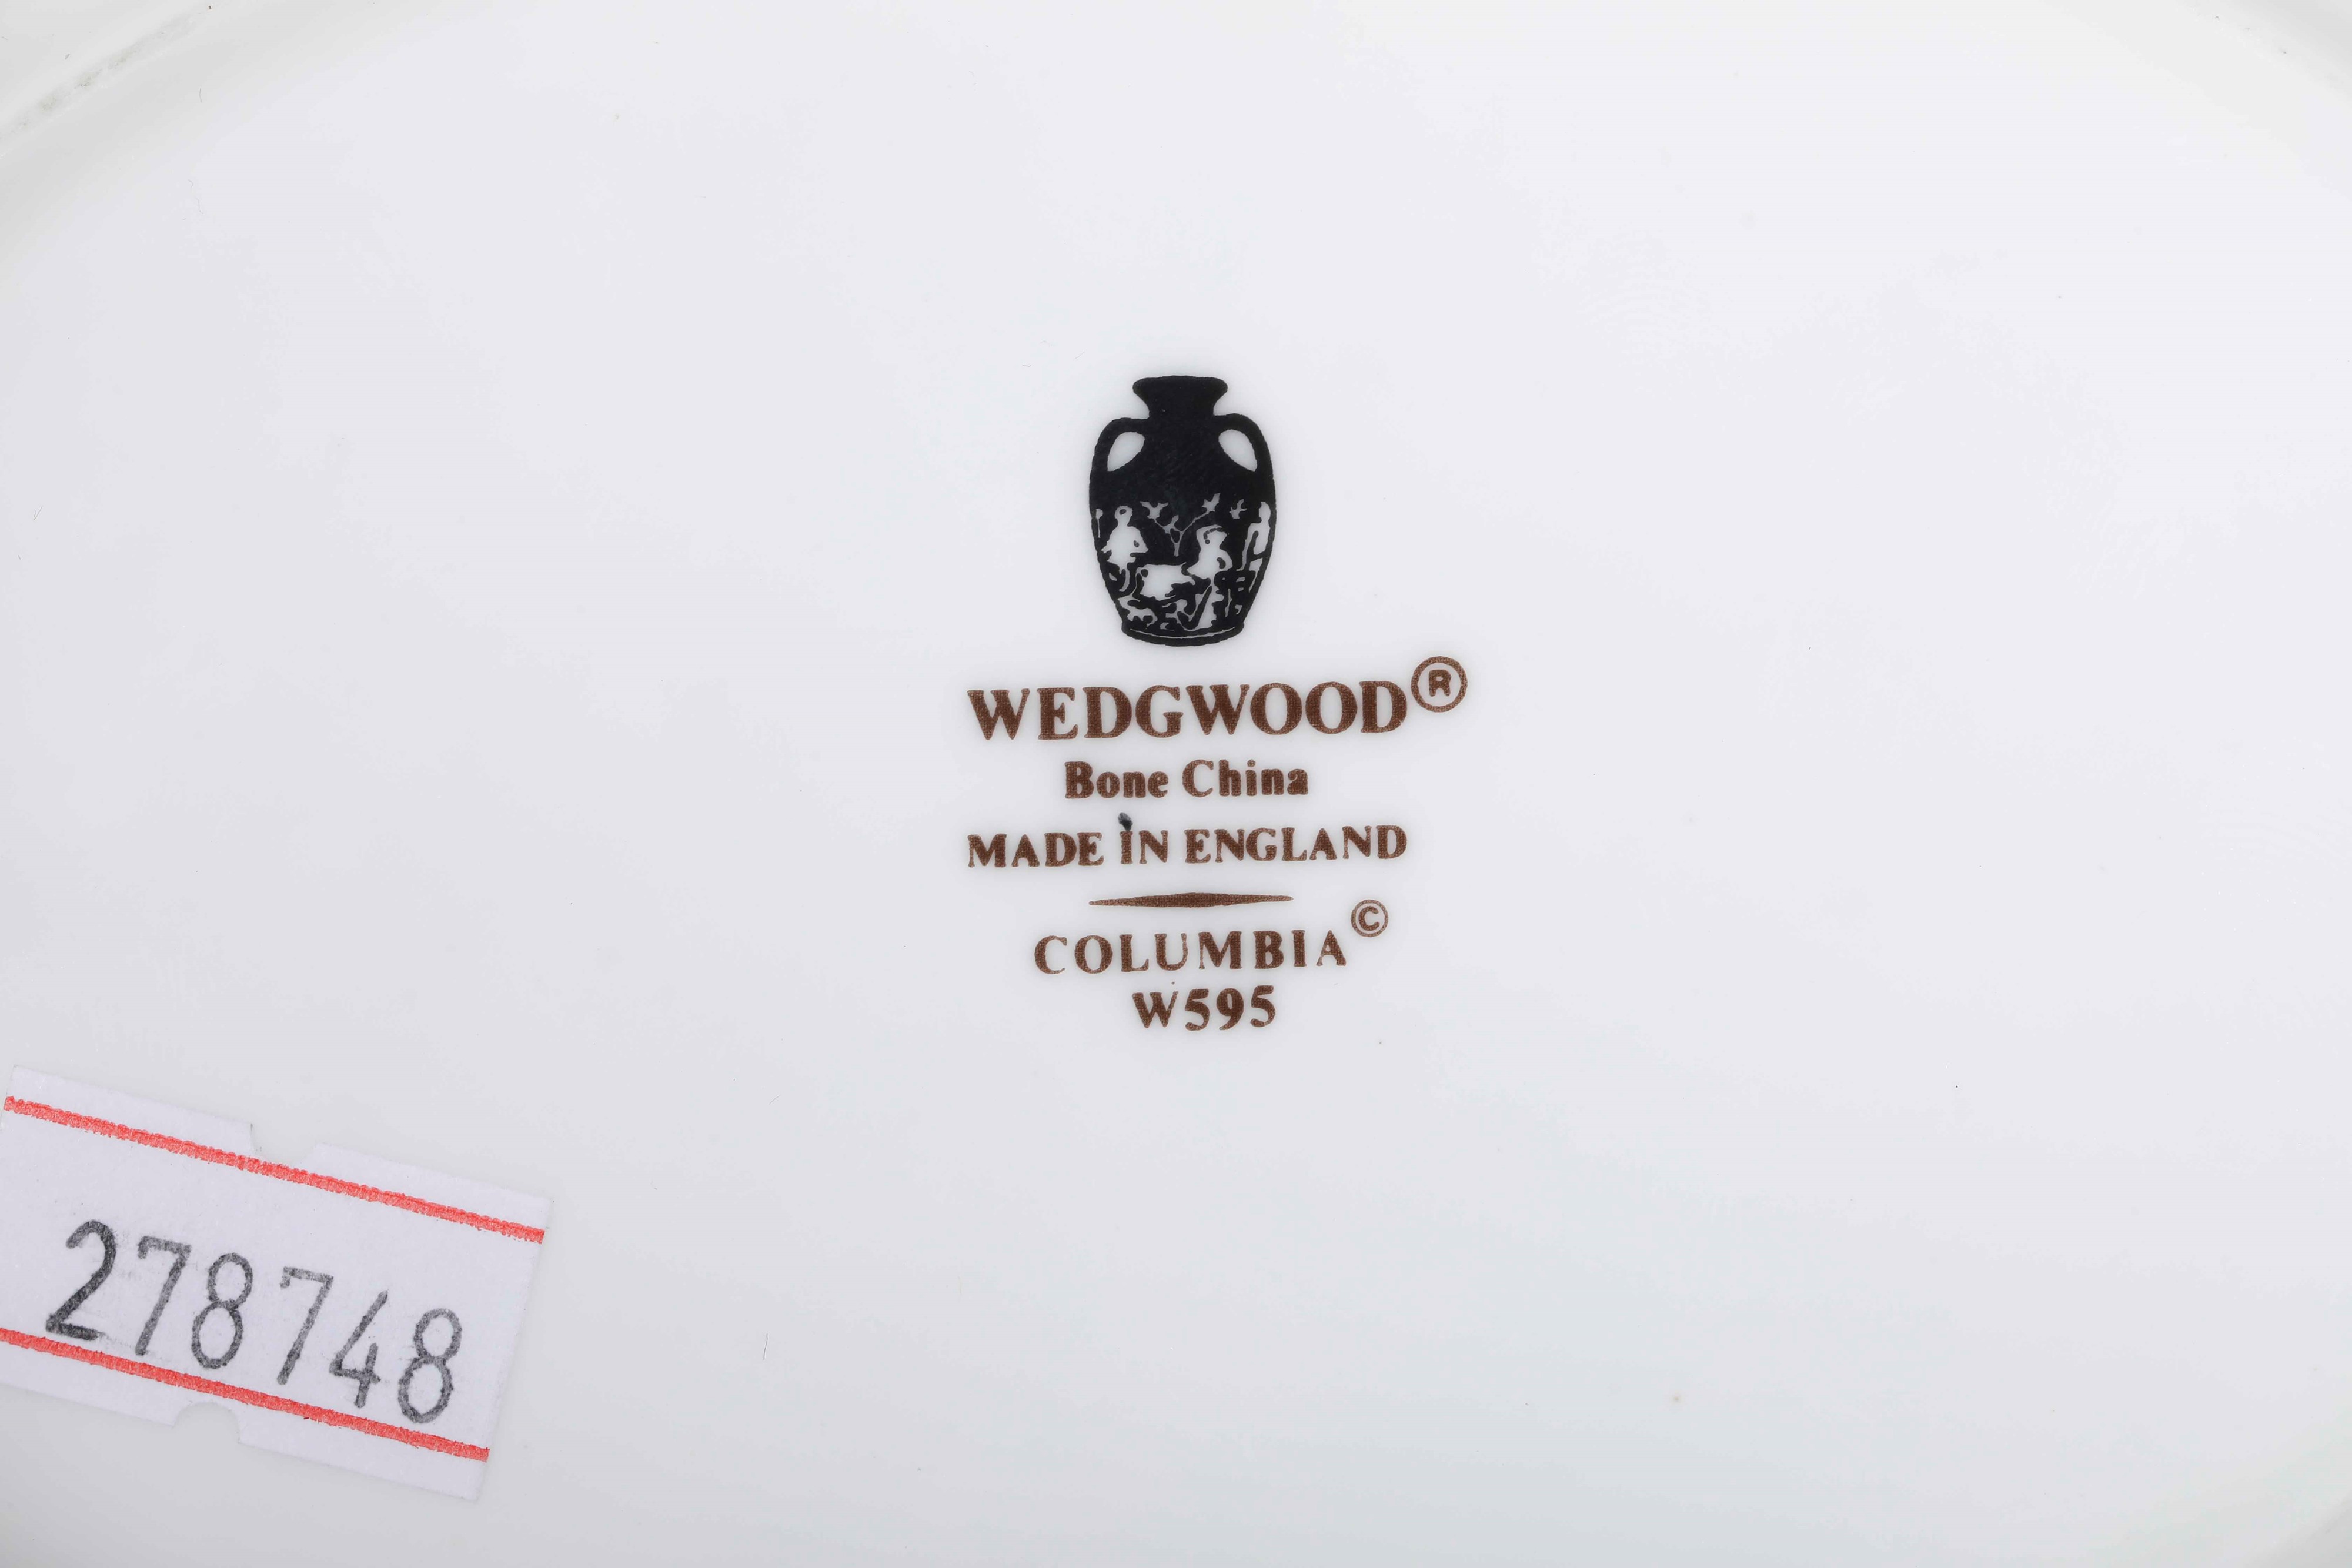 WEDGWOOD®
Bone China
MADE IN ENGLAND
COLUMBIA©
W595
278748